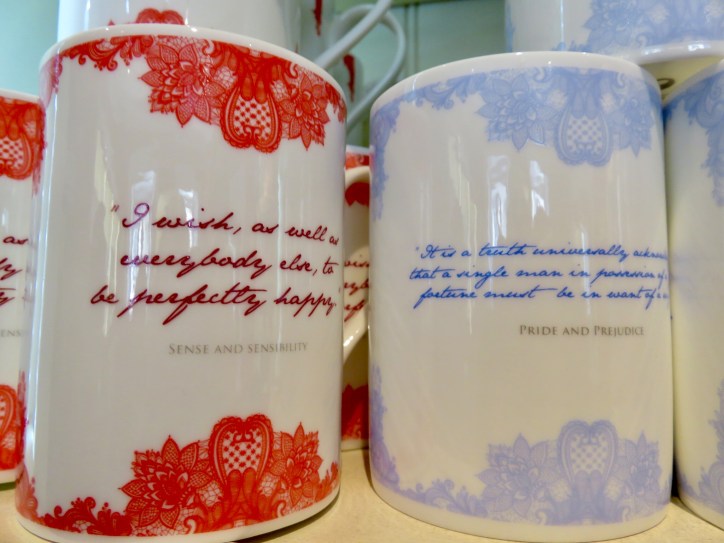 "I wish, as well as
everybody else, to
be perfectly happy"
SENSE AND SENSIBILITY
"It is a truth universally
that a single man in possession of
fortune must be in want of a
PRIDE AND PREJUDICE